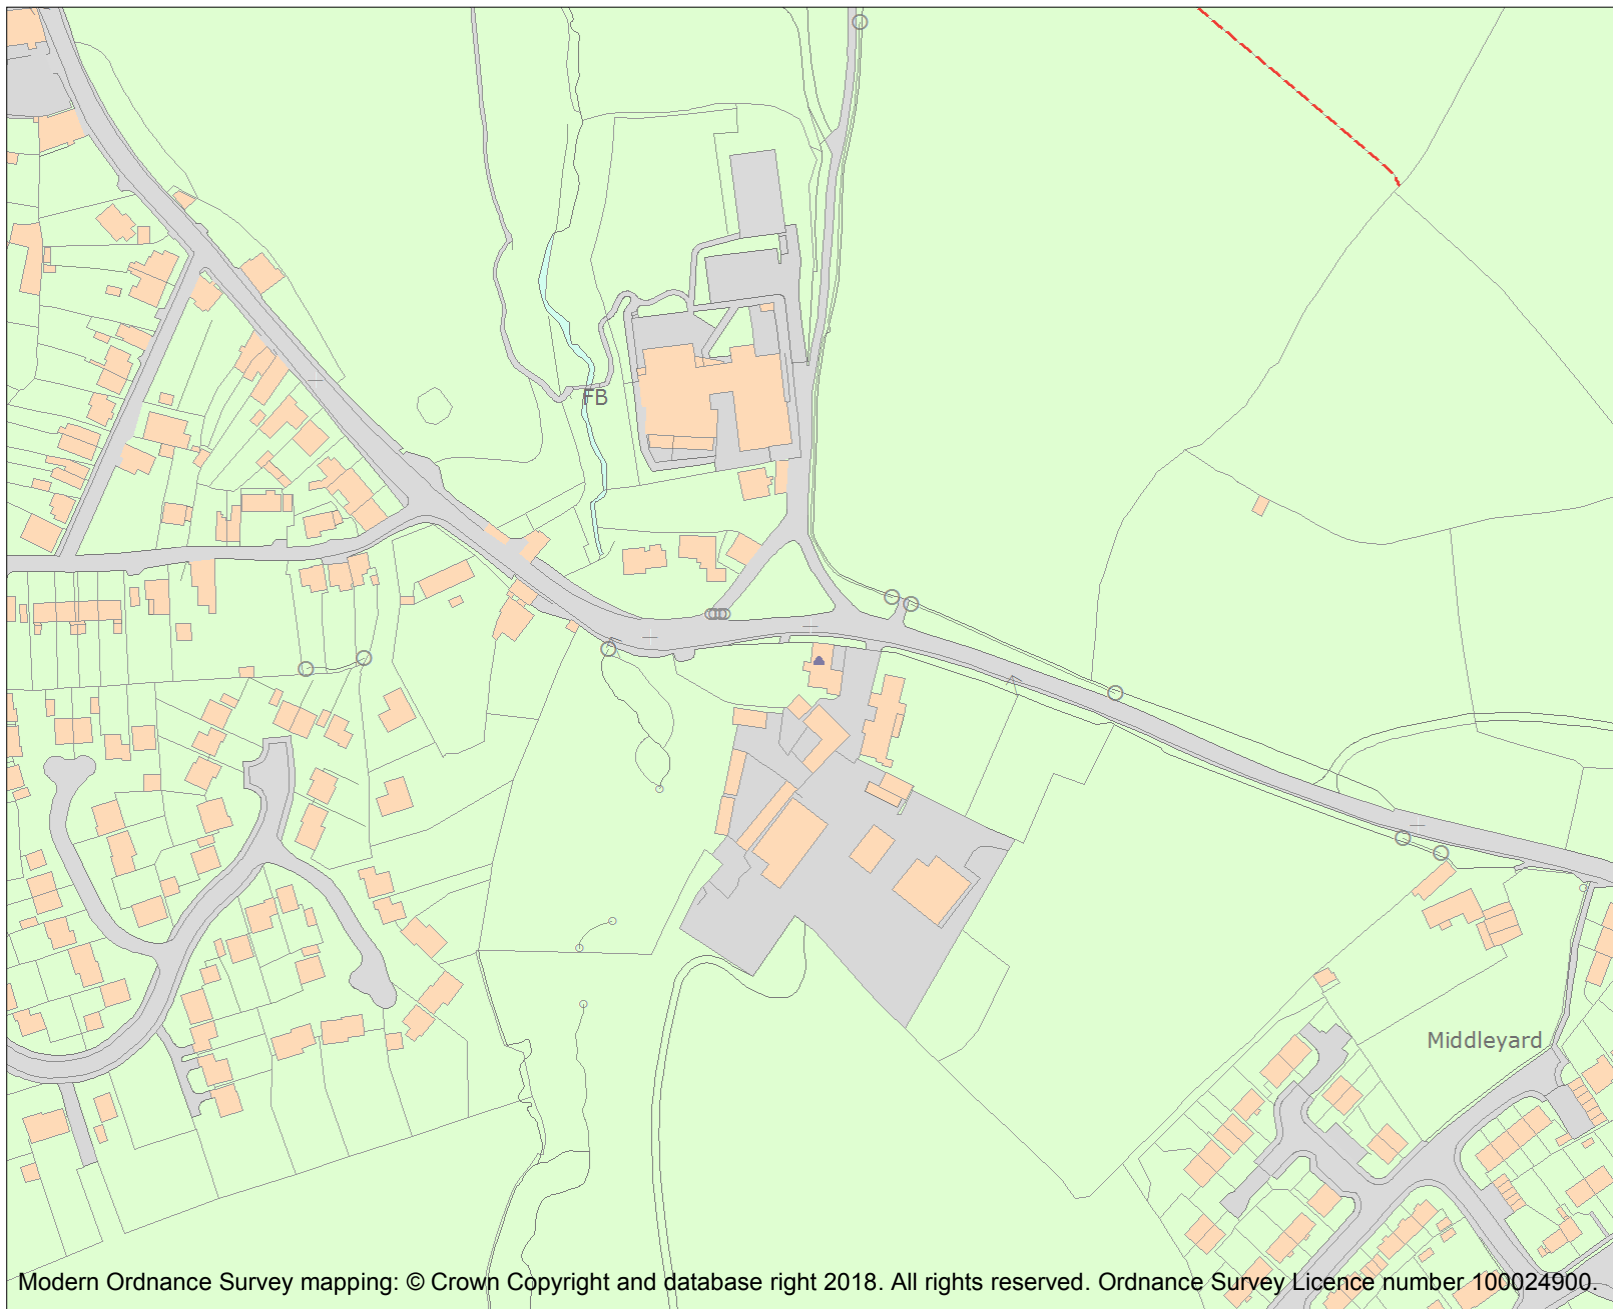 FB
Middleyard
Modern Ordnance Survey mapping: © Crown Copyright and database right 2018. All rights reserved. Ordnance Survey Licence number 100024900.